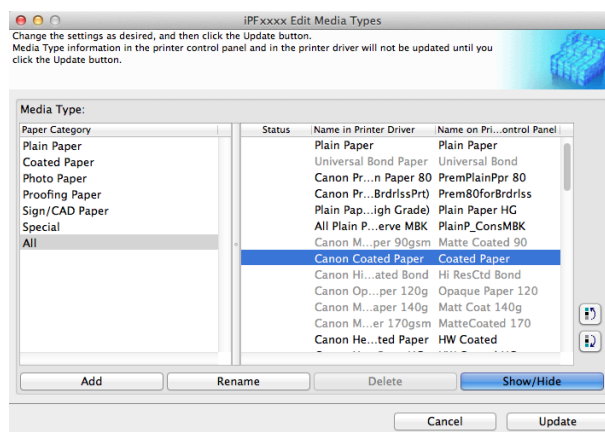 iPFxxxx Edit Media Types
Change the settings as desired, and then click the Update button.
Media Type information in the printer control panel and in the printer driver will not be updated until you
click the Update button.
Media Type:
Paper Category Status Name in Printer Driver Name on Pri...ontrol Panel
Plain Paper Plain Paper Plain Paper
Coated Paper Universal Bond Paper Universal Bond
Photo Paper Canon Pr...n Paper 80 PremPlainPpr 80
Proofing Paper Canon Pr...BrdrlssPrt) Prem80forBrdrlss
Sign/CAD Paper Plain Pap...igh Grade) Plain Paper HG
Special All Plain P...erve MBK PlainP_ConsMBK
All Canon M...per 90gsm Matte Coated 90
Canon Coated Paper Coated Paper
Canon Hi...ated Bond Hi ResCtd Bond
Canon Op...per 120g Opaque Paper 120
Canon M...aper 140g Matt Coat 140g
Canon M...er 170gsm MatteCoated 170
Canon He...ted Paper HW Coated
Add Rename Delete Show/Hide
Cancel Update